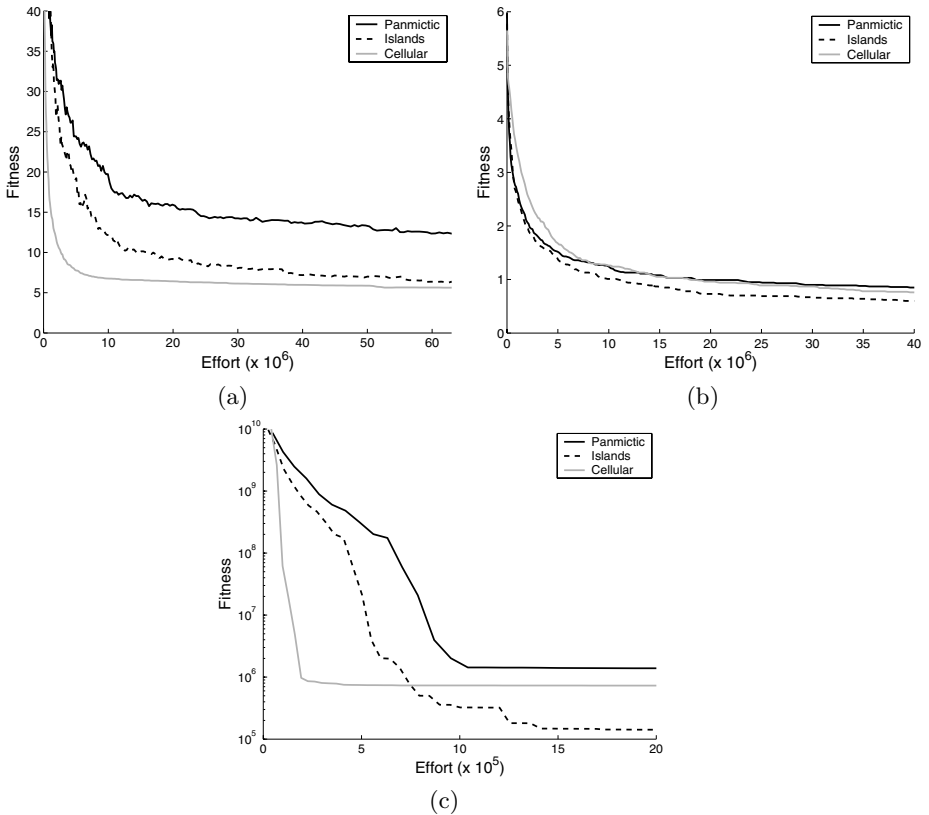 40
35
30
25
20
15
10
5
0
Fitness
Panmictic
Islands
Cellular
0 10 20 30 40 50 60
Effort (x 10^6)
(a)
6
5
4
3
2
1
0
Fitness
Panmictic
Islands
Cellular
0 5 10 15 20 25 30 35 40
Effort (x 10^6)
(b)
10^10
10^9
10^8
10^7
10^6
10^5
Fitness
Panmictic
Islands
Cellular
0 5 10 15 20
Effort (x 10^5)
(c)